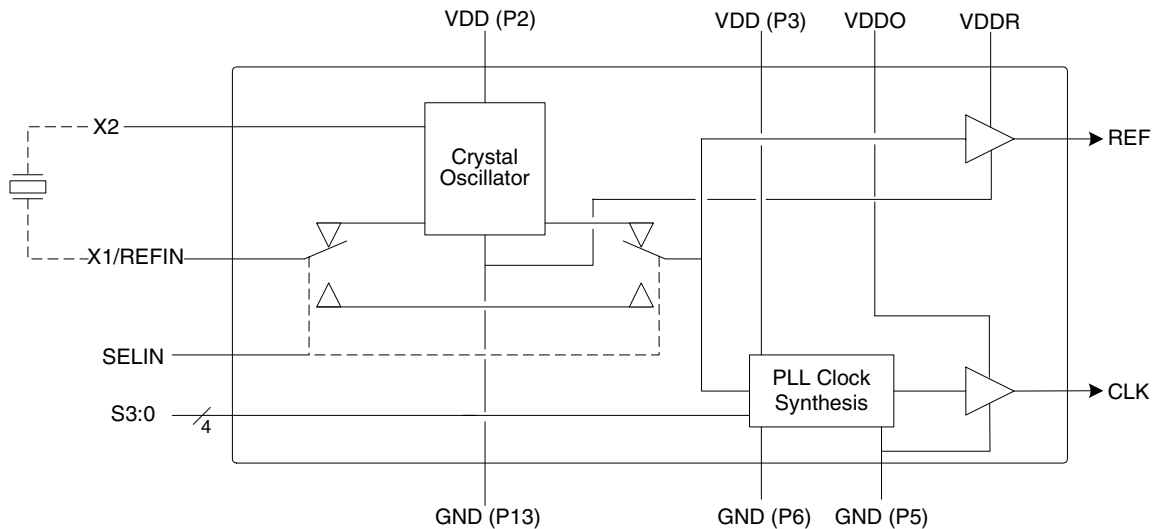 VDD (P2)
VDD (P3)
VDDO
VDDR
X2
Crystal
Oscillator
REF
X1/REFIN
SELIN
PLL Clock
Synthesis
CLK
S3:0
4
GND (P13)
GND (P6)
GND (P5)